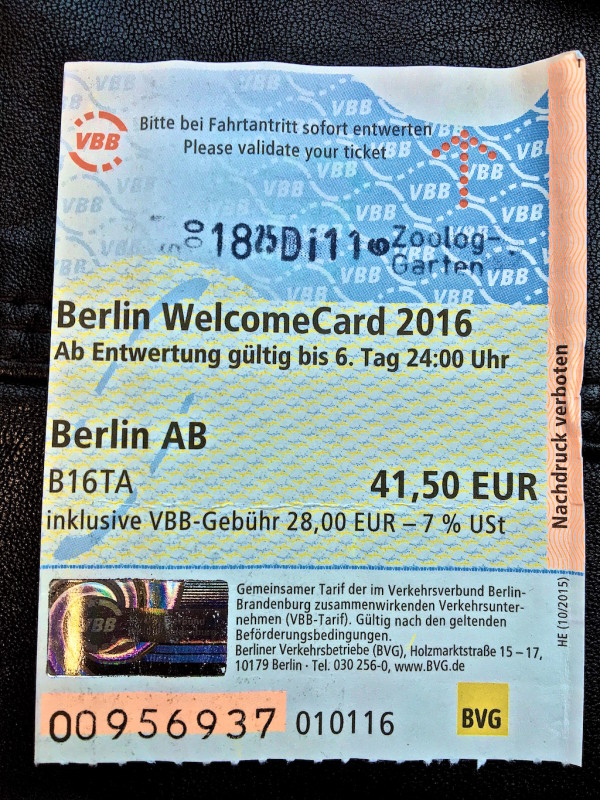 VBB
Bitte bei Fahrtantritt sofort entwerten
Please validate your ticket
1825Di11 Zoolog-
Garten
Berlin WelcomeCard 2016
Ab Entwertung gültig bis 6. Tag 24:00 Uhr
Berlin AB
B16TA 41,50 EUR
inklusive VBB-Gebühr 28,00 EUR – 7 % USt
Nachdruck verboten
HE (10/2015)
VBB
Gemeinsamer Tarif der im Verkehrsverbund Berlin-
Brandenburg zusammenwirkenden Verkehrsunter-
nehmen (VBB-Tarif). Gültig nach den geltenden
Beförderungsbedingungen.
Berliner Verkehrsbetriebe (BVG), Holzmarktstraße 15 – 17,
10179 Berlin · Tel. 030 256-0, www.BVG.de
00956937 010116 BVG